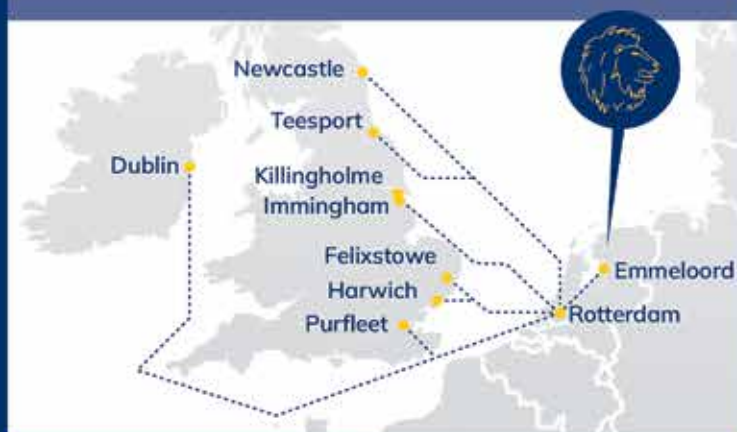 Newcastle
Teesport
Dublin
Killingholme
Immingham
Felixstowe
Harwich
Purfleet
Emmeloord
Rotterdam